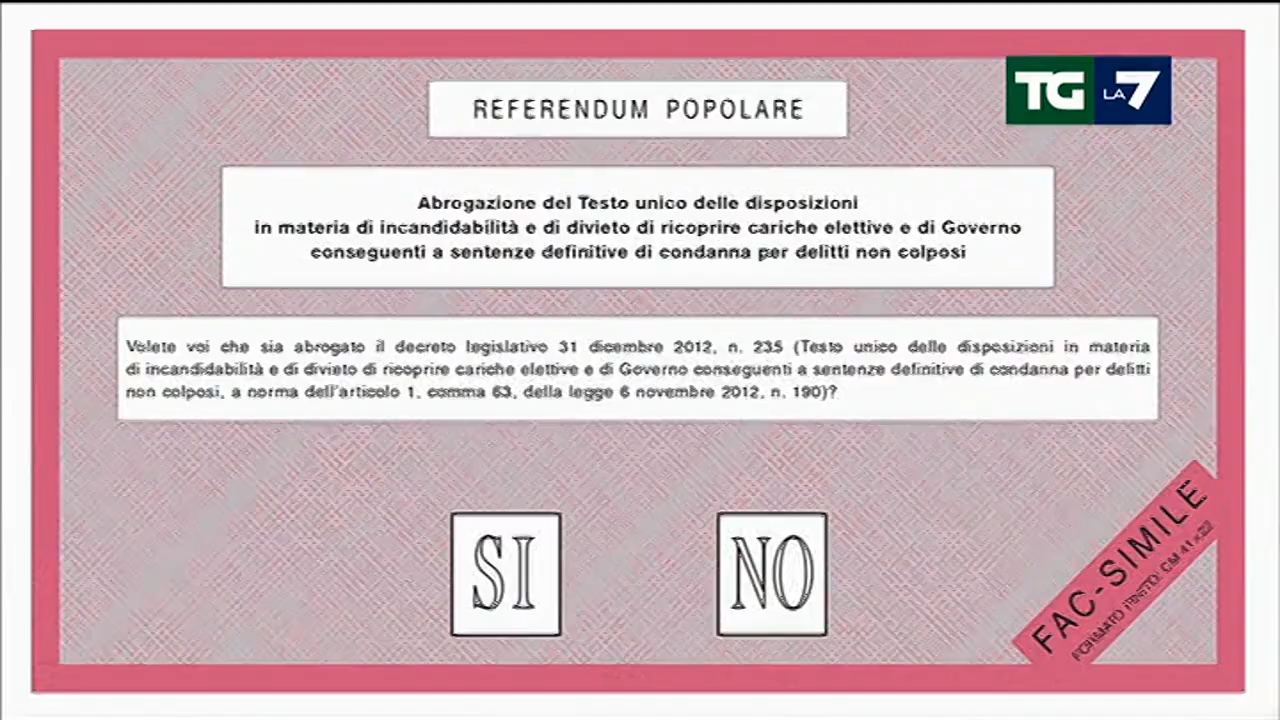 TG LA7
REFERENDUM POPOLARE
Abrogazione del Testo unico delle disposizioni
in materia di incandidabilità e di divieto di ricoprire cariche elettive e di Governo
conseguenti a sentenze definitive di condanna per delitti non colposi
Volete voi che sia abrogato il decreto legislativo 31 dicembre 2012, n. 235 (Testo unico delle disposizioni in materia
di incandidabilità e di divieto di ricoprire cariche elettive e di Governo conseguenti a sentenze definitive di condanna per delitti
non colposi, a norma dell'articolo 1, comma 63, della legge 6 novembre 2012, n. 190)?
SI
NO
FAC-SIMILE
FORMATO CM 41